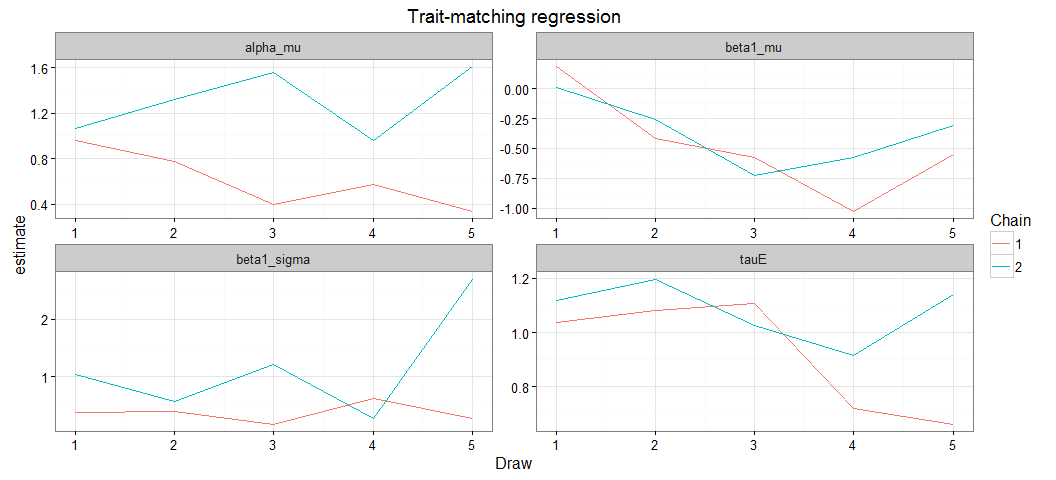 Trait-matching regression
alpha_mu
beta1_mu
1.6
1.2
0.8
0.4
1 2 3 4 5
0.00
-0.25
-0.50
-0.75
-1.00
1 2 3 4 5
estimate
beta1_sigma
tauE
2
1
1 2 3 4 5
1.2
1.0
0.8
1 2 3 4 5
Draw
Chain
1
2